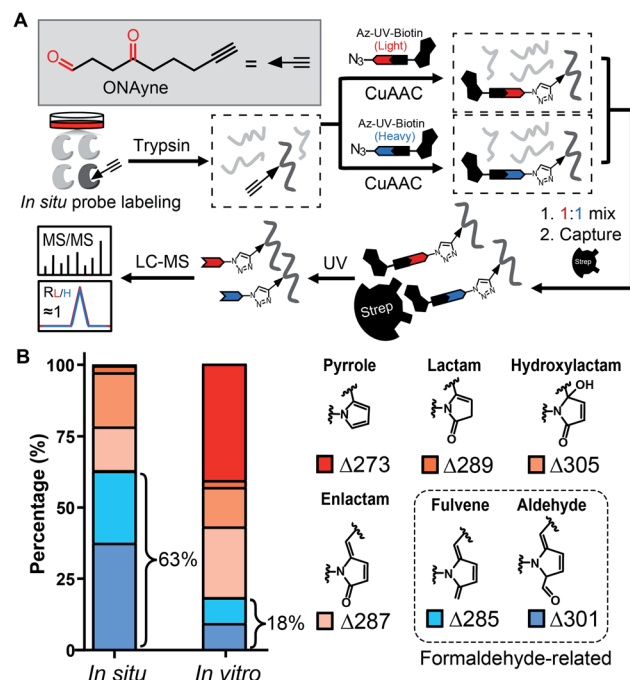 A
O
O
ONAyne
=
Az-UV-Biotin
(Light)
N₃
CuAAC
Az-UV-Biotin
(Heavy)
N₃
CuAAC
N
N=N
N
N=N
Trypsin
In situ probe labeling
1. 1:1 mix
2. Capture
Strep
MS/MS
R L/H
≈1
LC-MS
N
N=N
N
N=N
UV
N
N=N
N
N=N
Strep
B
Percentage (%)
100
75
50
25
0
63%
18%
In situ
In vitro
Pyrrole
Lactam
Hydroxylactam
N
N
O
N
OH
O
Δ273
Δ289
Δ305
Enlactam
Fulvene
Aldehyde
N
O
N
N
O
Δ287
Δ285
Δ301
Formaldehyde-related